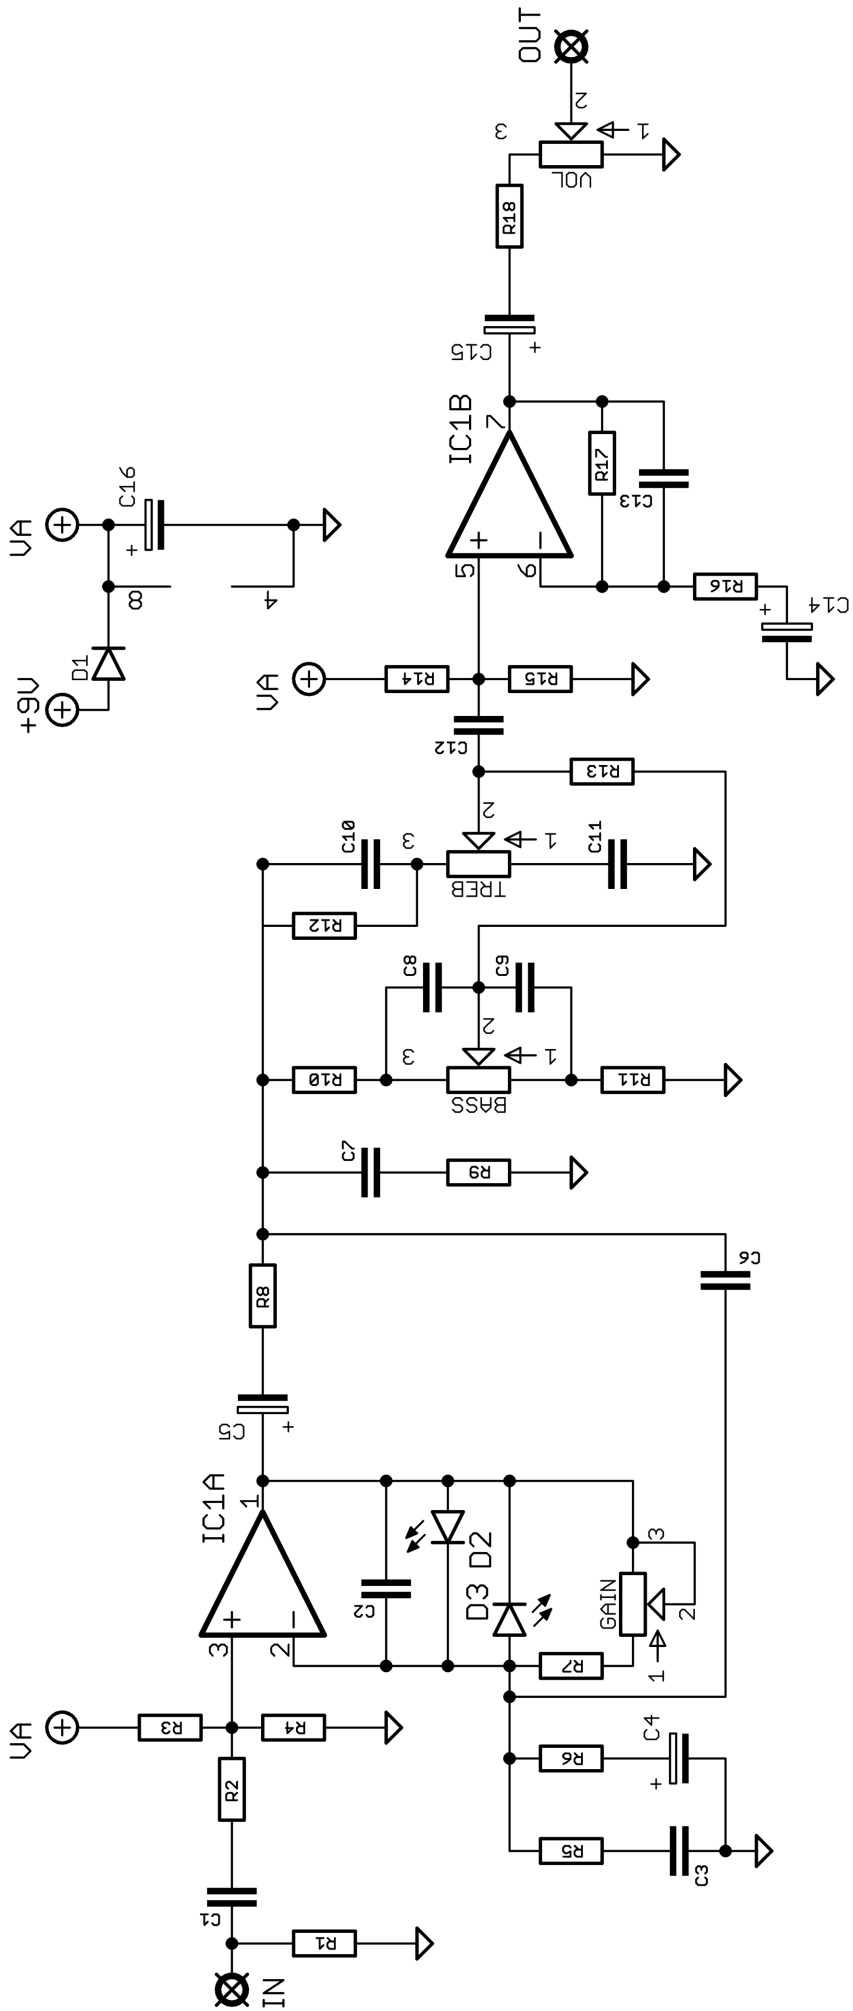 IN
R1
C1
R2
VA
R3
R4
3
2
IC1A
1
C2
D2
D3
R7
GAIN
1
2
3
R6
C4
+
R5
C3
C5
+
R8
C6
C7
R9
R10
BASS
3
2
1
R11
C8
C9
R12
C10
TREB
3
2
1
C11
R13
C12
VA
R14
R15
5
6
IC1B
7
R17
C13
R16
C14
+
C15
+
R18
VOL
3
2
1
OUT
+9V
D1
8
4
VA
C16
+